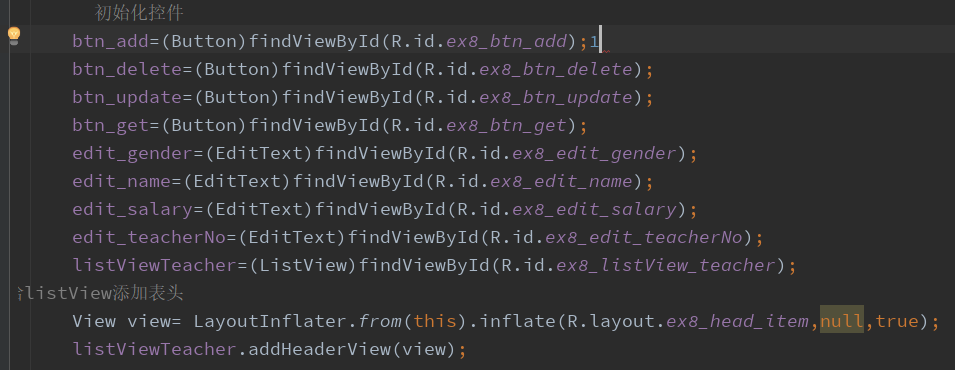 初始化控件
btn_add=(Button)findViewById(R.id.ex8_btn_add);1
btn_delete=(Button)findViewById(R.id.ex8_btn_delete);
btn_update=(Button)findViewById(R.id.ex8_btn_update);
btn_get=(Button)findViewById(R.id.ex8_btn_get);
edit_gender=(EditText)findViewById(R.id.ex8_edit_gender);
edit_name=(EditText)findViewById(R.id.ex8_edit_name);
edit_salary=(EditText)findViewById(R.id.ex8_edit_salary);
edit_teacherNo=(EditText)findViewById(R.id.ex8_edit_teacherNo);
listViewTeacher=(ListView)findViewById(R.id.ex8_listView_teacher);
listView添加表头
View view= LayoutInflater.from(this).inflate(R.layout.ex8_head_item,null,true);
listViewTeacher.addHeaderView(view);